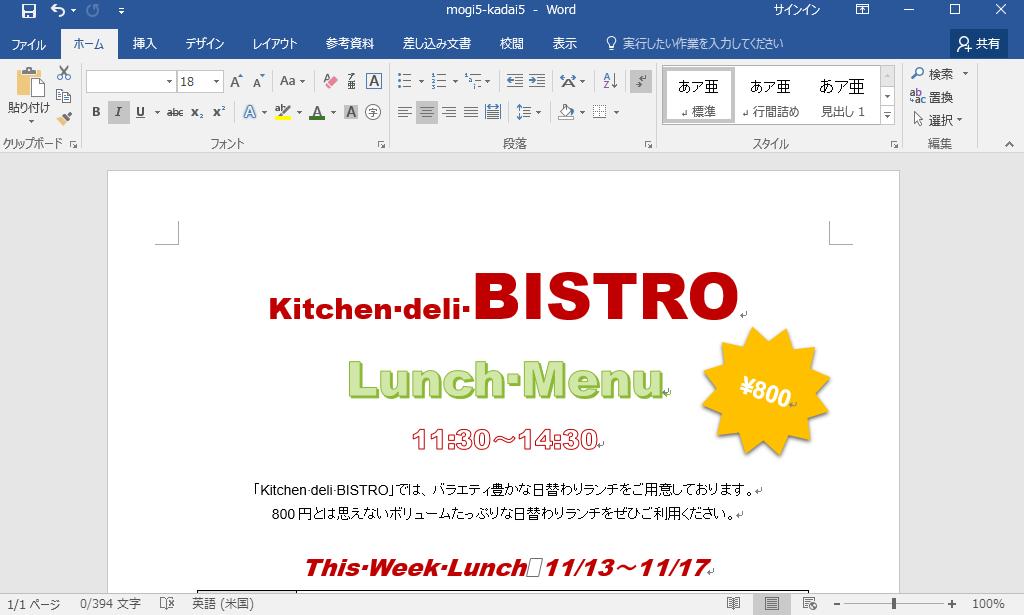 mogi5-kadai5 - Word
サインイン
ファイル ホーム 挿入 デザイン レイアウト 参考資料 差し込み文書 校閲 表示 実行したい作業を入力してください 共有
貼り付け
18
Aa
B I U abc x₂ x²
あア亜 あア亜 あア亜
標準 行間詰め 見出し 1
検索
置換
選択
クリップボード フォント 段落 スタイル 編集
Kitchen·deli·BISTRO
Lunch·Menu
¥800
11:30～14:30
「Kitchen·deli·BISTRO」では、バラエティ豊かな日替わりランチをご用意しております。
800 円とは思えないボリュームたっぷりな日替わりランチをぜひご利用ください。
This·Week·Lunch□11/13～11/17
1/1 ページ 0/394 文字 英語 (米国) 100%